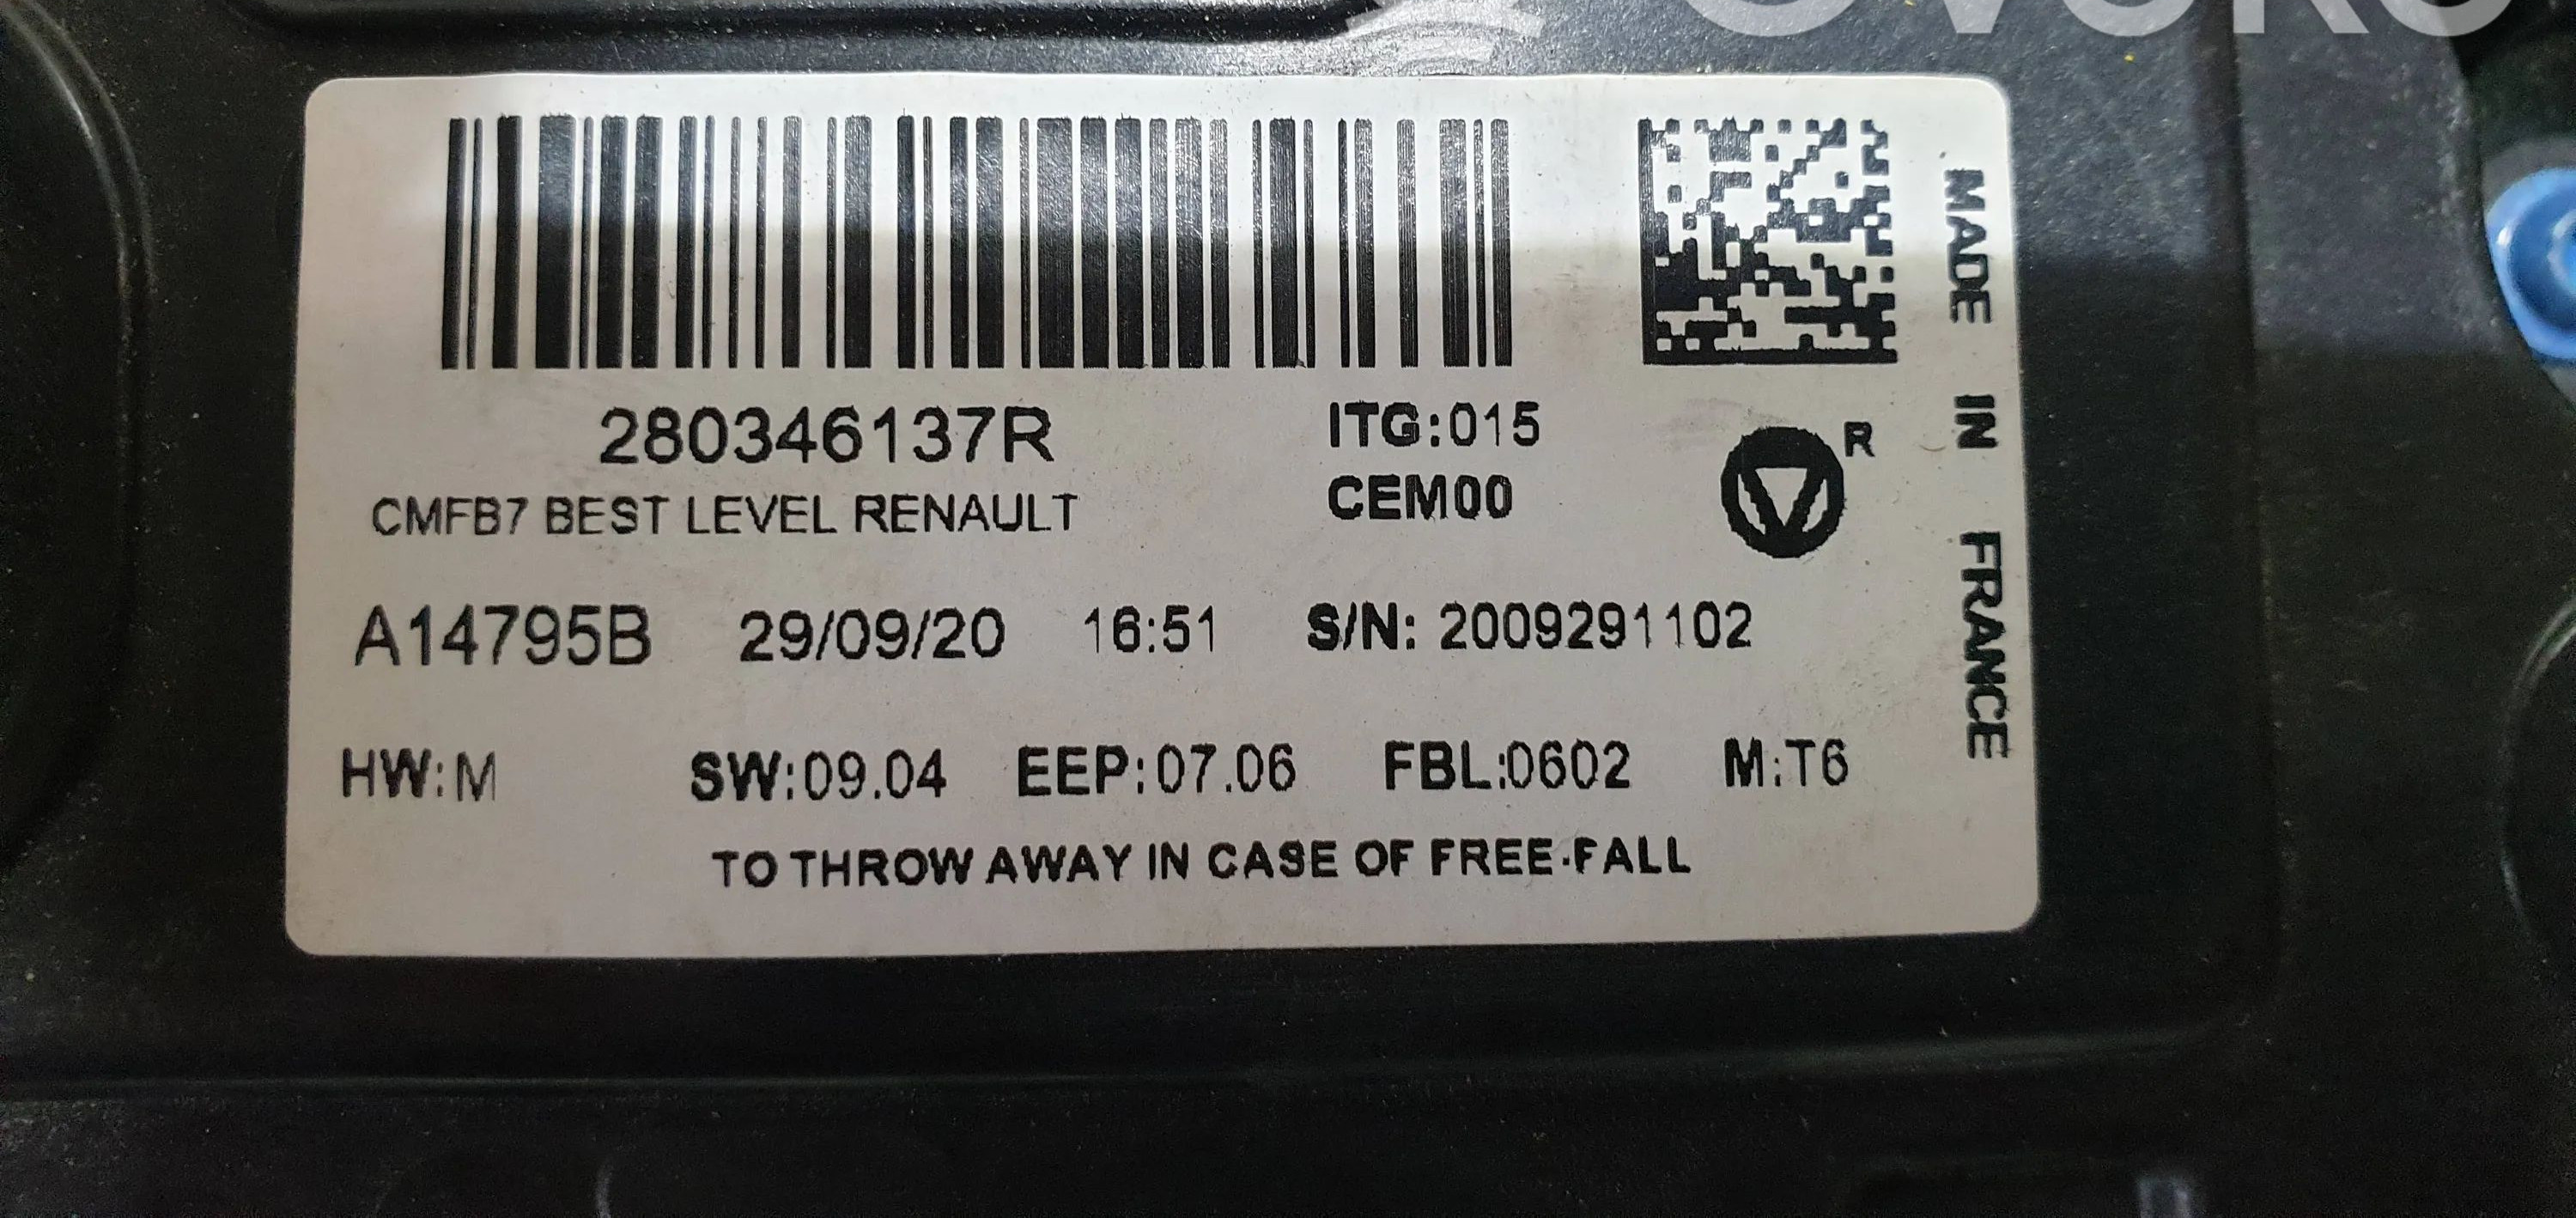 280346137R
ITG:015
R
CMFB7 BEST LEVEL RENAULT
CEM00
A14795B 29/09/20 16:51 S/N: 2009291102
HW:M SW:09.04 EEP:07.06 FBL:0602 M:T6
TO THROW AWAY IN CASE OF FREE-FALL
MADE IN FRANCE